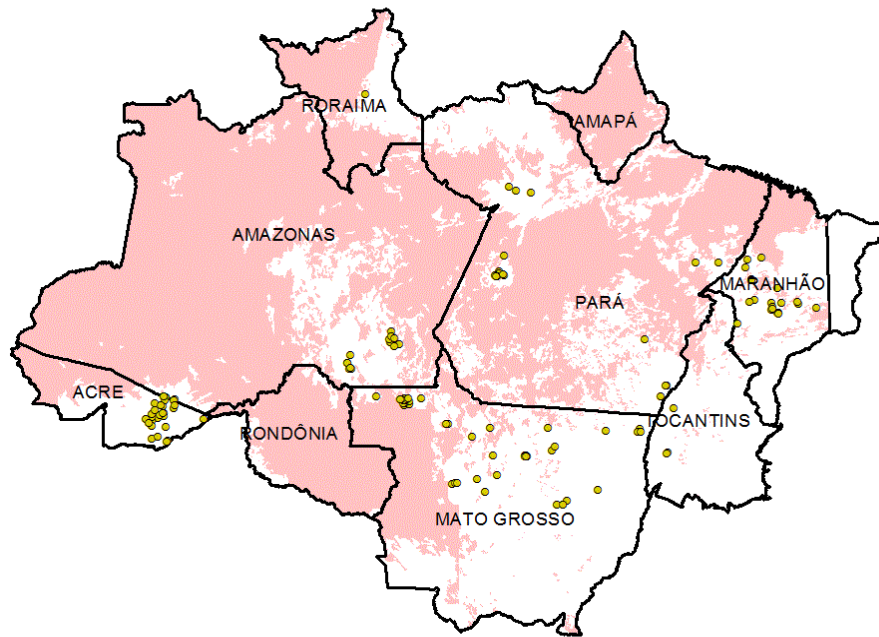 RORAIMA
AMAPÁ
AMAZONAS
MARANHÃO
PARÁ
ACRE
TOCANTINS
RONDÔNIA
MATO GROSSO